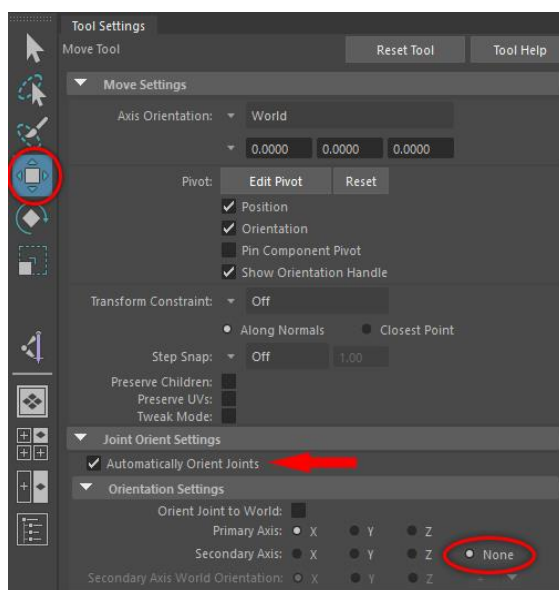 Tool Settings
Move Tool Reset Tool Tool Help
Move Settings
Axis Orientation: World
0.0000 0.0000 0.0000
Pivot: Edit Pivot Reset
Position
Orientation
Pin Component Pivot
Show Orientation Handle
Transform Constraint: Off
Along Normals Closest Point
Step Snap: Off 1.00
Preserve Children:
Preserve UVs:
Tweak Mode:
Joint Orient Settings
Automatically Orient Joints
Orientation Settings
Orient Joint to World:
Primary Axis: X Y Z
Secondary Axis: X Y Z None
Secondary Axis World Orientation: X Y Z